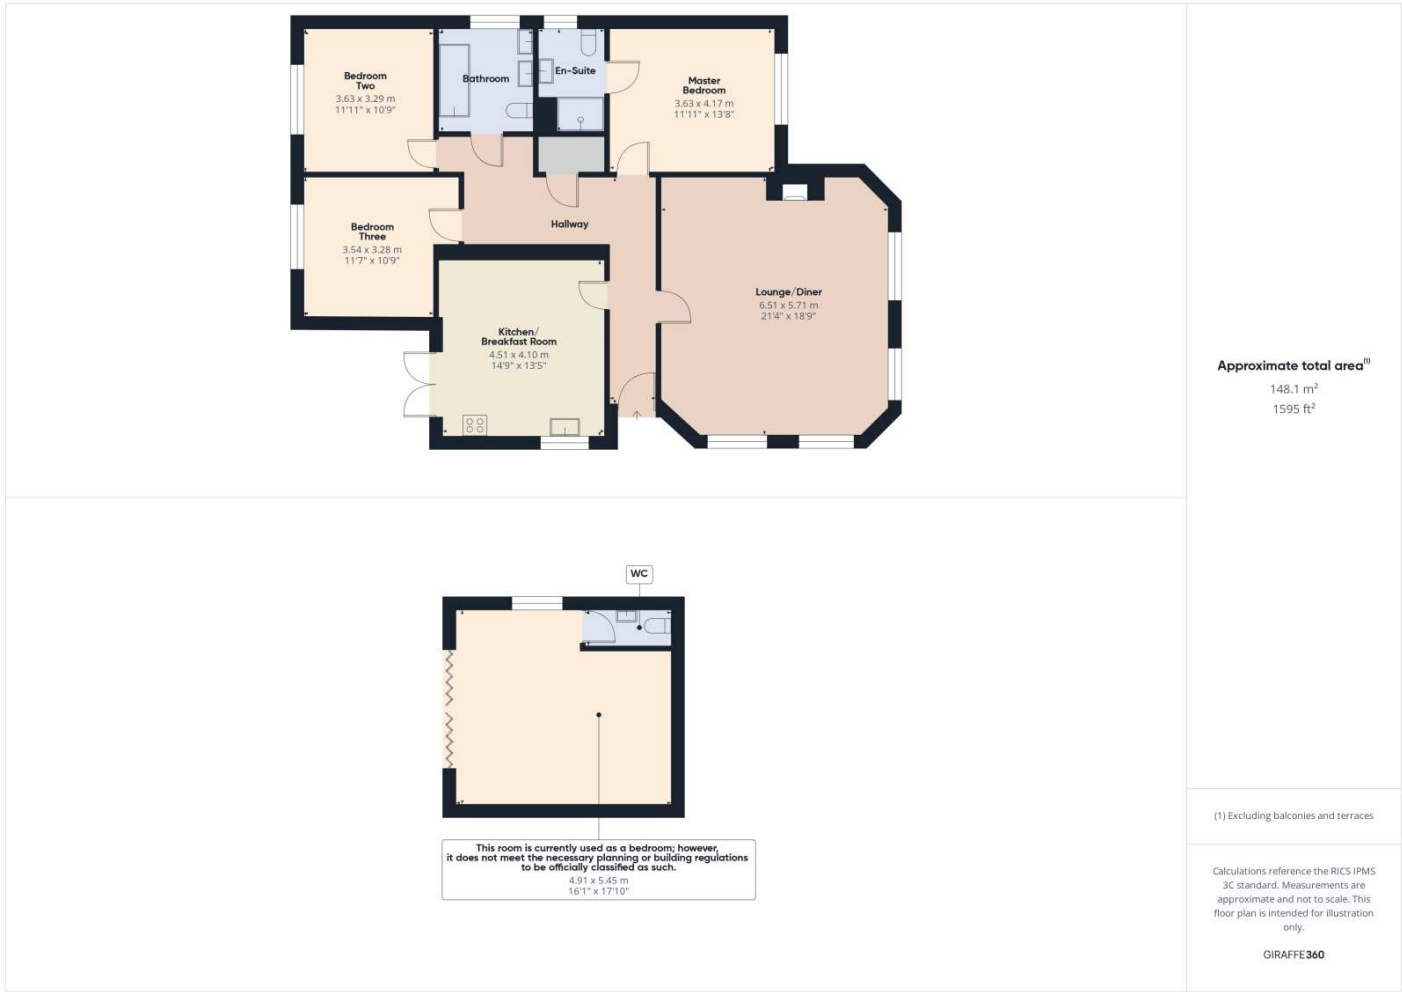 Bedroom
Two
3.63 x 3.29 m
11'11" x 10'9"
Bathroom
En-Suite
Master
Bedroom
3.63 x 4.17 m
11'11" x 13'8"
Bedroom
Three
3.54 x 3.28 m
11'7" x 10'9"
Hallway
Kitchen/
Breakfast Room
4.51 x 4.10 m
14'9" x 13'5"
Lounge/Diner
6.51 x 5.71 m
21'4" x 18'9"
WC
This room is currently used as a bedroom; however,
it does not meet the necessary planning or building regulations
to be officially classified as such.
4.91 x 5.45 m
16'1" x 17'10"
Approximate total area⁽¹⁾
148.1 m²
1595 ft²
(1) Excluding balconies and terraces
Calculations reference the RICS IPMS
3C standard. Measurements are
approximate and not to scale. This
floor plan is intended for illustration
only.
GIRAFFE360